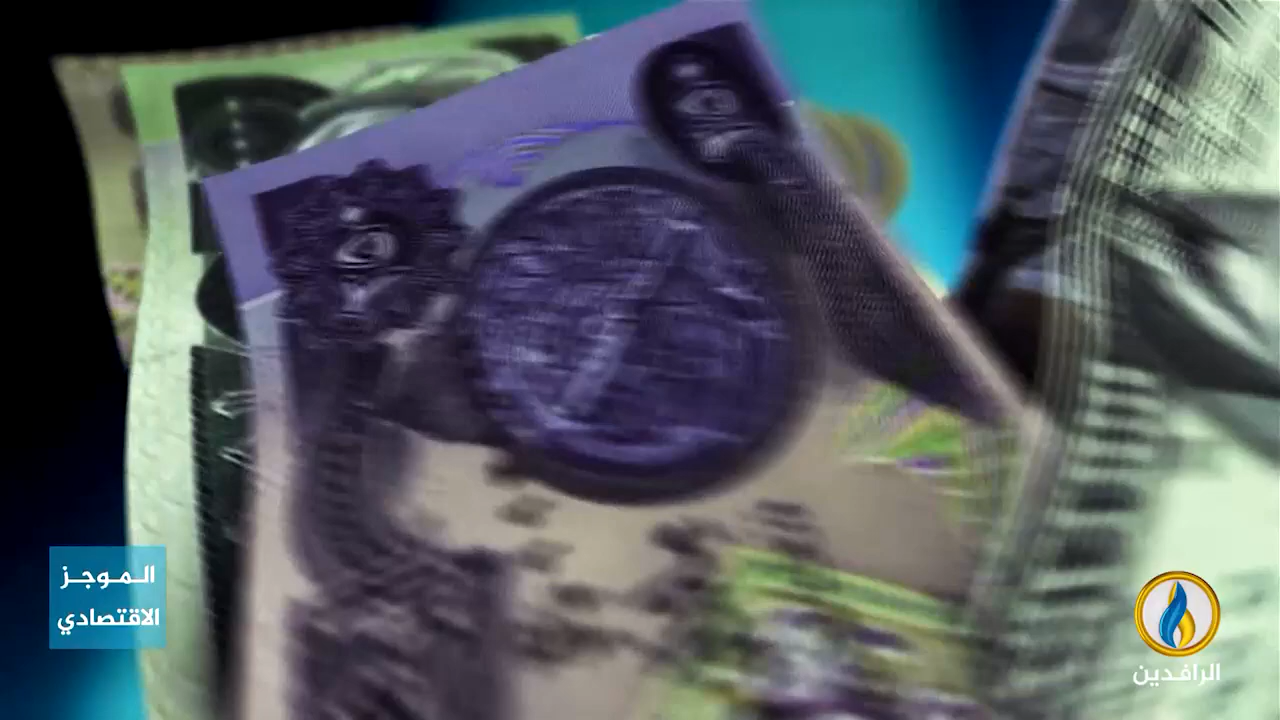 الموجز
الاقتصادي
الرافدين